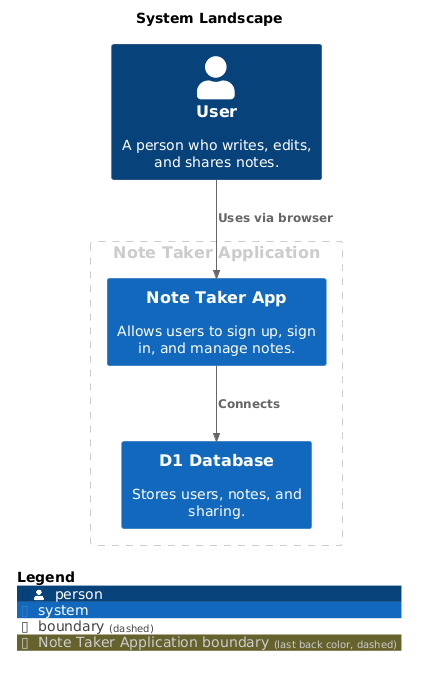 System Landscape
User
A person who writes, edits,
and shares notes.
Uses via browser
Note Taker Application
Note Taker App
Allows users to sign up, sign
in, and manage notes.
Connects
D1 Database
Stores users, notes, and
sharing.
Legend
person
system
boundary (dashed)
Note Taker Application boundary (last back color, dashed)